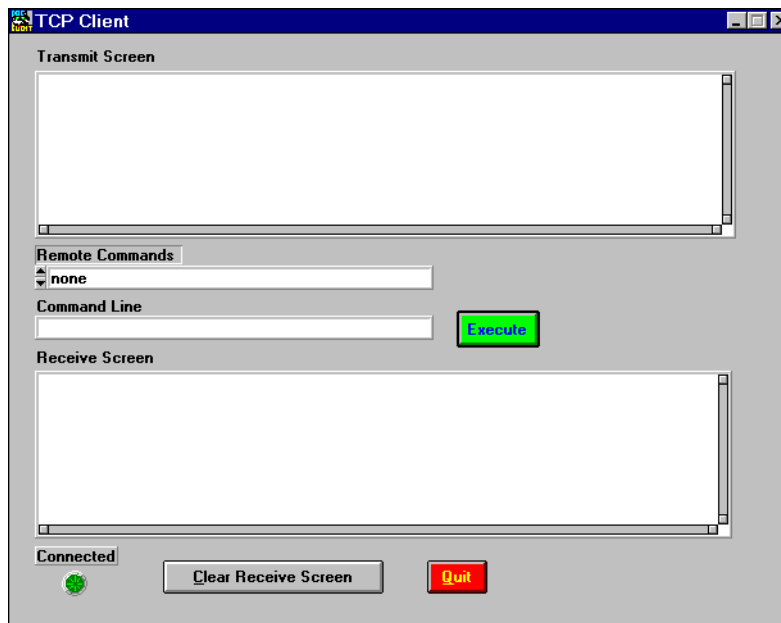 TCP Client
Transmit Screen
Remote Commands
none
Command Line
Execute
Receive Screen
Connected
Clear Receive Screen
Quit